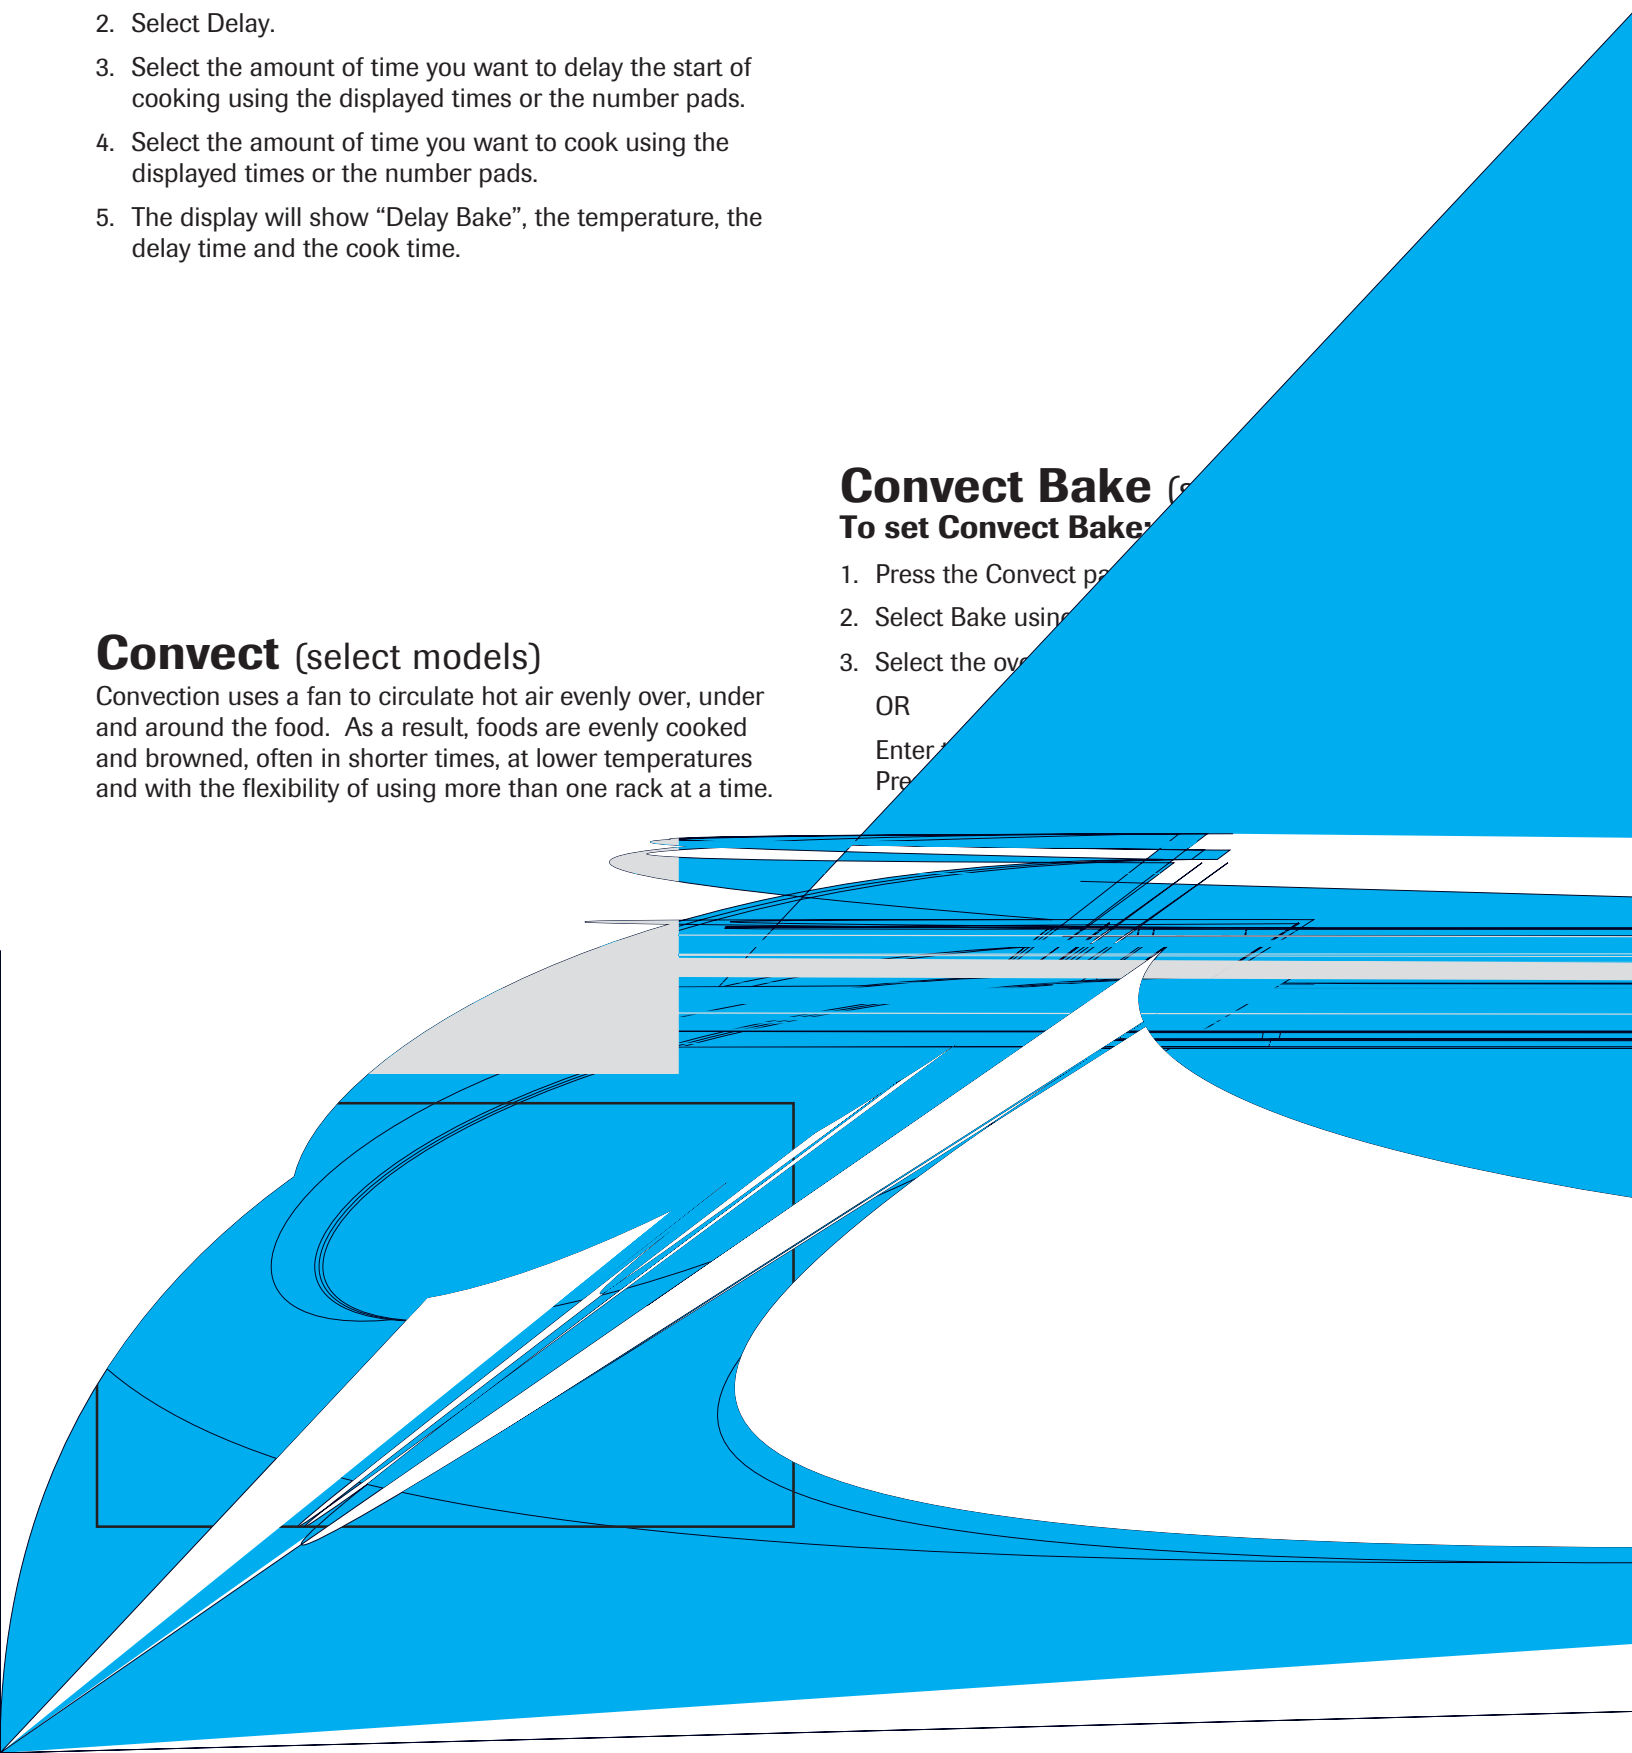 2. Select Delay.
3. Select the amount of time you want to delay the start of
cooking using the displayed times or the number pads.
4. Select the amount of time you want to cook using the
displayed times or the number pads.
5. The display will show “Delay Bake”, the temperature, the
delay time and the cook time.
Convect (select models)
Convection uses a fan to circulate hot air evenly over, under
and around the food. As a result, foods are evenly cooked
and browned, often in shorter times, at lower temperatures
and with the flexibility of using more than one rack at a time.
Convect Bake
To set Convect Bake:
1. Press the Convect
2. Select Bake using
3. Select the
OR
Enter